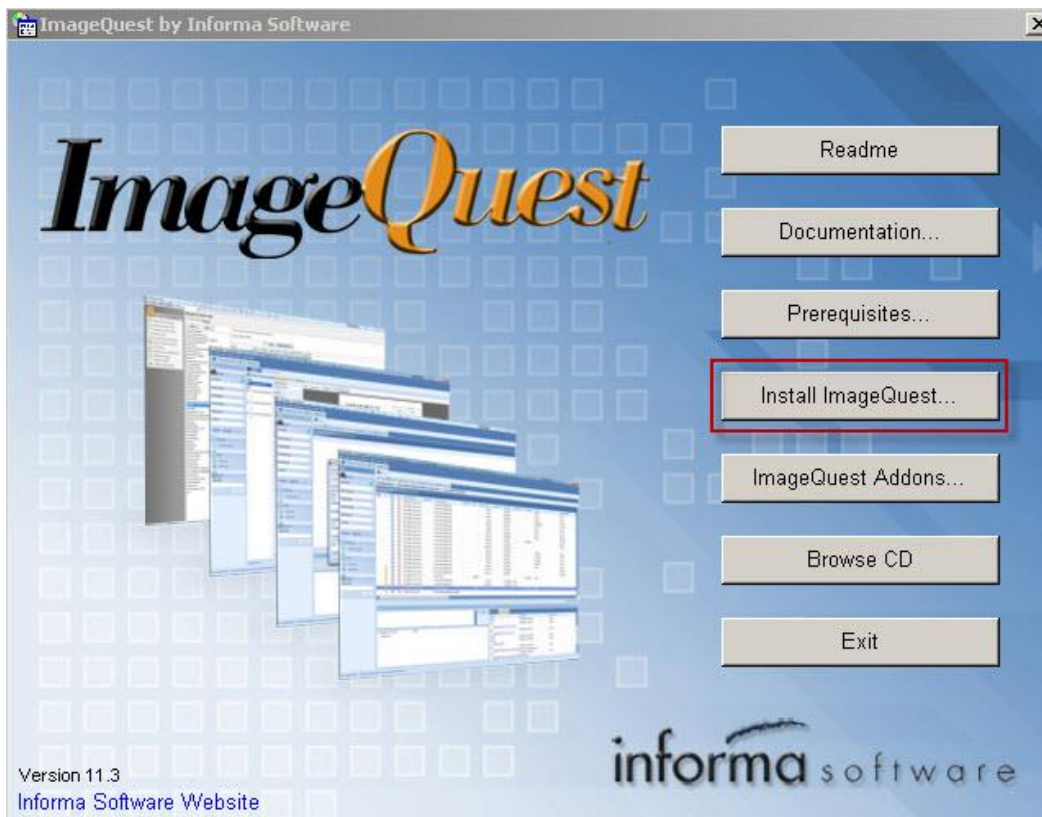 ImageQuest by Informa Software
ImageQuest
Readme
Documentation...
Prerequisites...
Install ImageQuest...
ImageQuest Addons...
Browse CD
Exit
informa software
Version 11.3
Informa Software Website